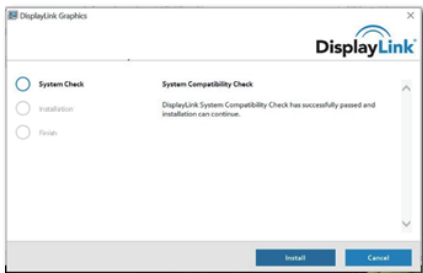 DisplayLink Graphics
DisplayLink
System Check
System Compatibility Check
Installation
DisplayLink System Compatibility Check has successfully passed and
installation can continue.
Finish
Install
Cancel